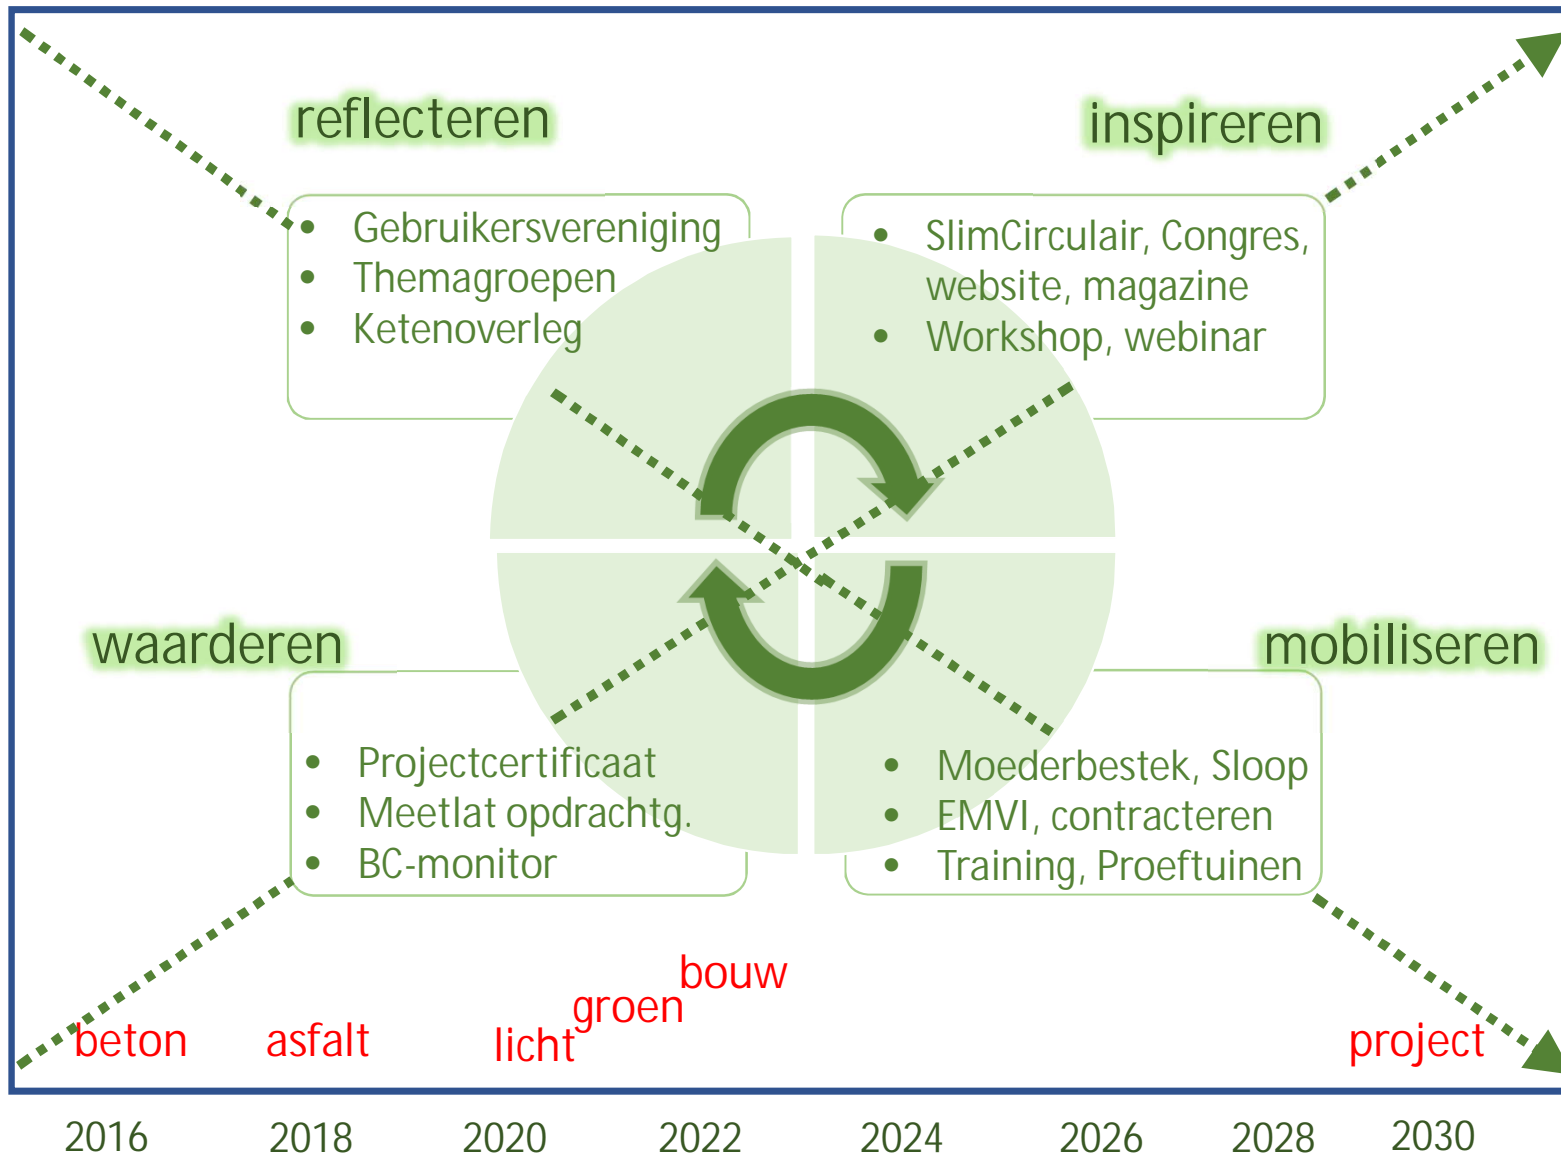 reflecteren
• Gebruikersvereniging
• Themagroepen
• Ketenoverleg
inspireren
• SlimCirculair, Congres,
website, magazine
• Workshop, webinar
waarderen
• Projectcertificaat
• Meetlat opdrachtg.
• BC-monitor
mobiliseren
• Moederbestek, Sloop
• EMVI, contracteren
• Training, Proeftuinen
beton
asfalt
licht
groen
bouw
project
2016 2018 2020 2022 2024 2026 2028 2030